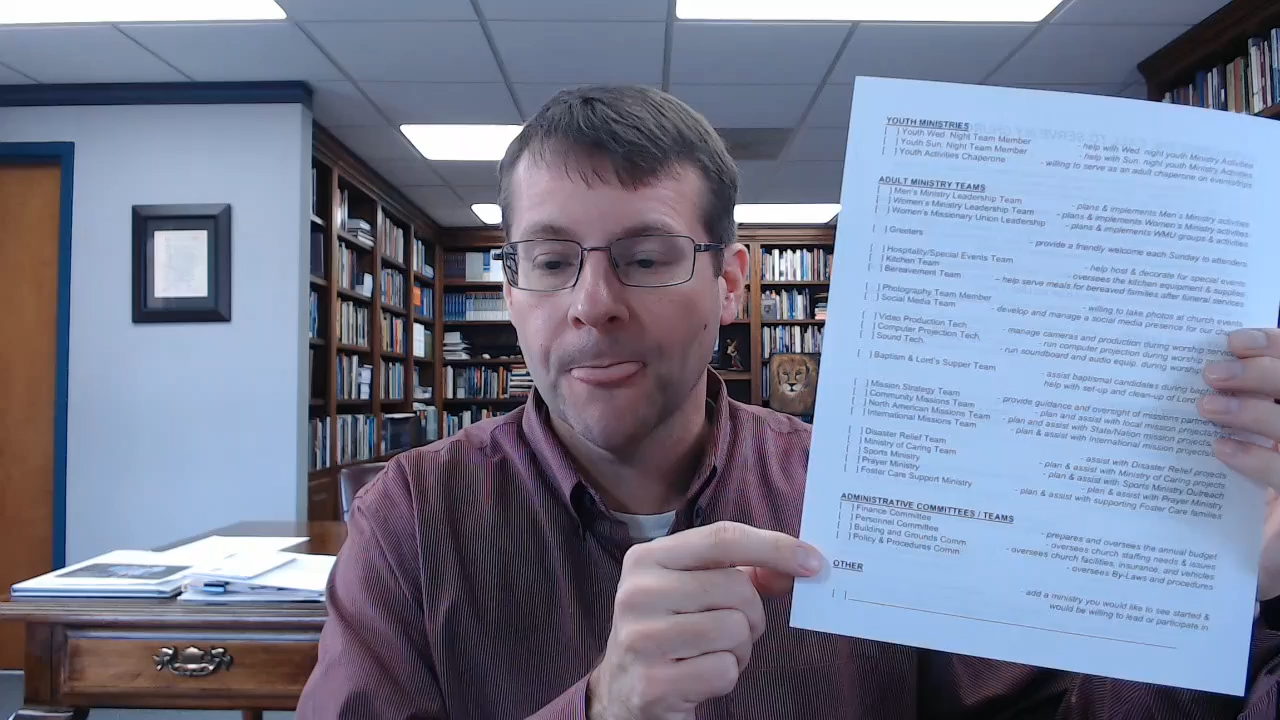 YOUTH MINISTRIES
[ ] Youth Wed. Night Team Member - help with Wed. night youth Ministry Activities
[ ] Youth Sun. Night Team Member - help with Sun. night youth Ministry Activities
[ ] Youth Activities Chaperone - willing to serve as an adult chaperone on events/trips
ADULT MINISTRY TEAMS
[ ] Men's Ministry Leadership Team - plans & implements Men's Ministry activities
[ ] Women's Ministry Leadership Team - plans & implements Women's Ministry activities
[ ] Women's Missionary Union Leadership - plans & implements WMU groups & activities
[ ] Greeters - provide a friendly welcome each Sunday to attenders
[ ] Hospitality/Special Events Team - help host & decorate for special events
[ ] Kitchen Team - oversees the kitchen equipment & supplies
[ ] Bereavement Team - help serve meals for bereaved families after funeral services
[ ] Photography Team Member - willing to take photos at church events
[ ] Social Media Team - develop and manage a social media presence for our
[ ] Video Production Tech. - manage cameras and production during worship
[ ] Computer Projection Tech. - run computer projection during worship
[ ] Sound Tech. - run soundboard and audio equip. during worship
[ ] Baptism & Lord's Supper Team - assist baptismal candidates during
help with set-up and clean-up of Lord's
[ ] Mission Strategy Team - provide guidance and oversight of missions
[ ] Community Missions Team - plan and assist with local mission
[ ] North American Missions Team - plan and assist with State/Nation mission projects
[ ] International Missions Team - plan & assist with International mission projects
[ ] Disaster Relief Team - assist with Disaster Relief projects
[ ] Ministry of Caring Team - plan & assist with Ministry of Caring projects
[ ] Sports Ministry - plan & assist with Sports Ministry Outreach
[ ] Prayer Ministry - plan & assist with Prayer Ministry
[ ] Foster Care Support Ministry - plan & assist with supporting Foster Care families
ADMINISTRATIVE COMMITTEES / TEAMS
[ ] Finance Committee - prepares and oversees the annual budget
[ ] Personnel Committee - oversees church staffing needs & issues
[ ] Building and Grounds Comm. - oversees church facilities, insurance, and vehicles
[ ] Policy & Procedures Comm. - oversees By-Laws and procedures
OTHER
[ ] - add a ministry you would like to see started &
would be willing to lead or participate in